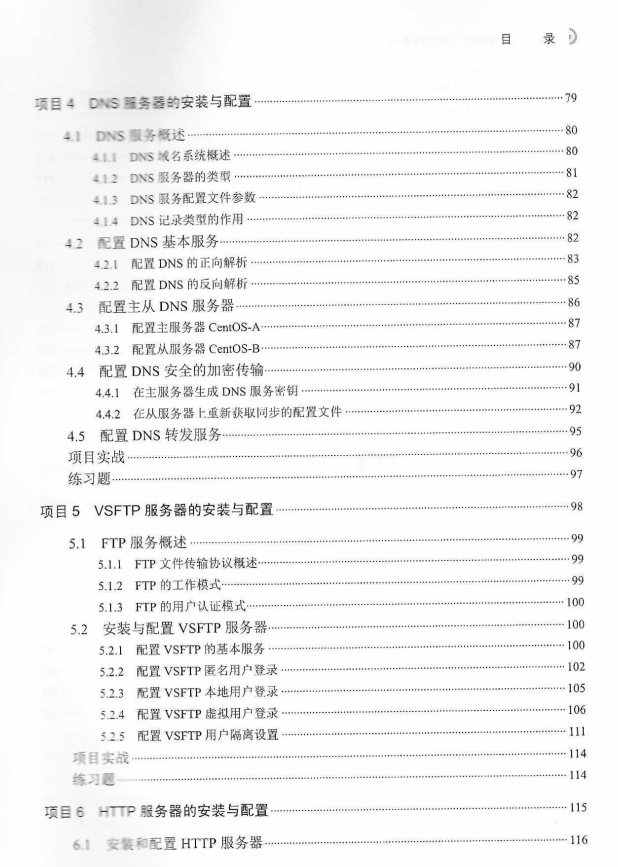 目 录
项目 4 DNS 服务器的安装与配置 79
4.1 DNS 服务概述 80
4.1.1 DNS 域名系统概述 80
4.1.2 DNS 服务器的类型 81
4.1.3 DNS 服务配置文件参数 82
4.1.4 DNS 记录类型的作用 82
4.2 配置 DNS 基本服务 82
4.2.1 配置 DNS 的正向解析 83
4.2.2 配置 DNS 的反向解析 85
4.3 配置主从 DNS 服务器 86
4.3.1 配置主服务器 CentOS-A 87
4.3.2 配置从服务器 CentOS-B 87
4.4 配置 DNS 安全的加密传输 90
4.4.1 在主服务器生成 DNS 服务密钥 91
4.4.2 在从服务器上重新获取同步的配置文件 92
4.5 配置 DNS 转发服务 95
项目实战 96
练习题 97
项目 5 VSFTP 服务器的安装与配置 98
5.1 FTP 服务概述 99
5.1.1 FTP 文件传输协议概述 99
5.1.2 FTP 的工作模式 99
5.1.3 FTP 的用户认证模式 100
5.2 安装与配置 VSFTP 服务器 100
5.2.1 配置 VSFTP 的基本服务 100
5.2.2 配置 VSFTP 匿名用户登录 102
5.2.3 配置 VSFTP 本地用户登录 105
5.2.4 配置 VSFTP 虚拟用户登录 106
5.2.5 配置 VSFTP 用户隔离设置 111
项目实战 114
练习题 114
项目 6 HTTP 服务器的安装与配置 115
6.1 安装和配置 HTTP 服务器 116